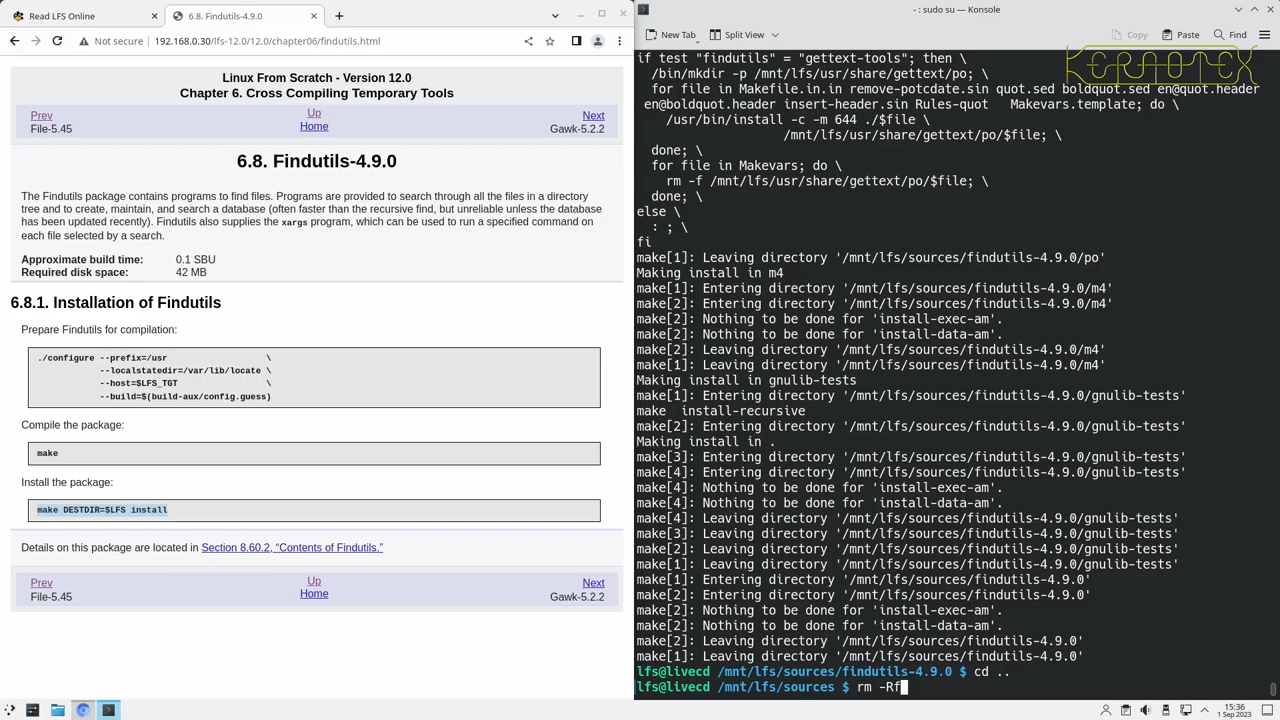 Read LFS Online
6.8. Findutils-4.9.0
Not secure
192.168.0.30/lfs-12.0/12.0/chapter06/findutils.html
Linux From Scratch - Version 12.0
Chapter 6. Cross Compiling Temporary Tools
Prev
Up
Next
File-5.45
Home
Gawk-5.2.2
6.8. Findutils-4.9.0
The Findutils package contains programs to find files. Programs are provided to search through all the files in a directory
tree and to create, maintain, and search a database (often faster than the recursive find, but unreliable unless the database
has been updated recently). Findutils also supplies the xargs program, which can be used to run a specified command on
each file selected by a search.
Approximate build time: 0.1 SBU
Required disk space: 42 MB
6.8.1. Installation of Findutils
Prepare Findutils for compilation:
./configure --prefix=/usr \
--localstatedir=/var/lib/locate \
--host=$LFS_TGT \
--build=$(build-aux/config.guess)
Compile the package:
make
Install the package:
make DESTDIR=$LFS install
Details on this package are located in Section 8.60.2, “Contents of Findutils.”
Prev
Up
Next
File-5.45
Home
Gawk-5.2.2
- : sudo su — Konsole
New Tab
Split View
Copy
Paste
Find
KERNOTEX
if test "findutils" = "gettext-tools"; then \
/bin/mkdir -p /mnt/lfs/usr/share/gettext/po; \
for file in Makefile.in.in remove-potcdate.sin quot.sed boldquot.sed en@quot.header
en@boldquot.header insert-header.sin Rules-quot Makevars.template; do \
/usr/bin/install -c -m 644 ./$file \
/mnt/lfs/usr/share/gettext/po/$file; \
done; \
for file in Makevars; do \
rm -f /mnt/lfs/usr/share/gettext/po/$file; \
done; \
else \
: ; \
fi
make[1]: Leaving directory '/mnt/lfs/sources/findutils-4.9.0/po'
Making install in m4
make[1]: Entering directory '/mnt/lfs/sources/findutils-4.9.0/m4'
make[2]: Entering directory '/mnt/lfs/sources/findutils-4.9.0/m4'
make[2]: Nothing to be done for 'install-exec-am'.
make[2]: Nothing to be done for 'install-data-am'.
make[2]: Leaving directory '/mnt/lfs/sources/findutils-4.9.0/m4'
make[1]: Leaving directory '/mnt/lfs/sources/findutils-4.9.0/m4'
Making install in gnulib-tests
make[1]: Entering directory '/mnt/lfs/sources/findutils-4.9.0/gnulib-tests'
make  install-recursive
make[2]: Entering directory '/mnt/lfs/sources/findutils-4.9.0/gnulib-tests'
Making install in .
make[3]: Entering directory '/mnt/lfs/sources/findutils-4.9.0/gnulib-tests'
make[4]: Entering directory '/mnt/lfs/sources/findutils-4.9.0/gnulib-tests'
make[4]: Nothing to be done for 'install-exec-am'.
make[4]: Nothing to be done for 'install-data-am'.
make[4]: Leaving directory '/mnt/lfs/sources/findutils-4.9.0/gnulib-tests'
make[3]: Leaving directory '/mnt/lfs/sources/findutils-4.9.0/gnulib-tests'
make[2]: Leaving directory '/mnt/lfs/sources/findutils-4.9.0/gnulib-tests'
make[1]: Leaving directory '/mnt/lfs/sources/findutils-4.9.0/gnulib-tests'
make[1]: Entering directory '/mnt/lfs/sources/findutils-4.9.0'
make[2]: Entering directory '/mnt/lfs/sources/findutils-4.9.0'
make[2]: Nothing to be done for 'install-exec-am'.
make[2]: Nothing to be done for 'install-data-am'.
make[2]: Leaving directory '/mnt/lfs/sources/findutils-4.9.0'
make[1]: Leaving directory '/mnt/lfs/sources/findutils-4.9.0'
lfs@livecd /mnt/lfs/sources/findutils-4.9.0 $ cd ..
lfs@livecd /mnt/lfs/sources $ rm -Rf
15:36
1 Sep 2023